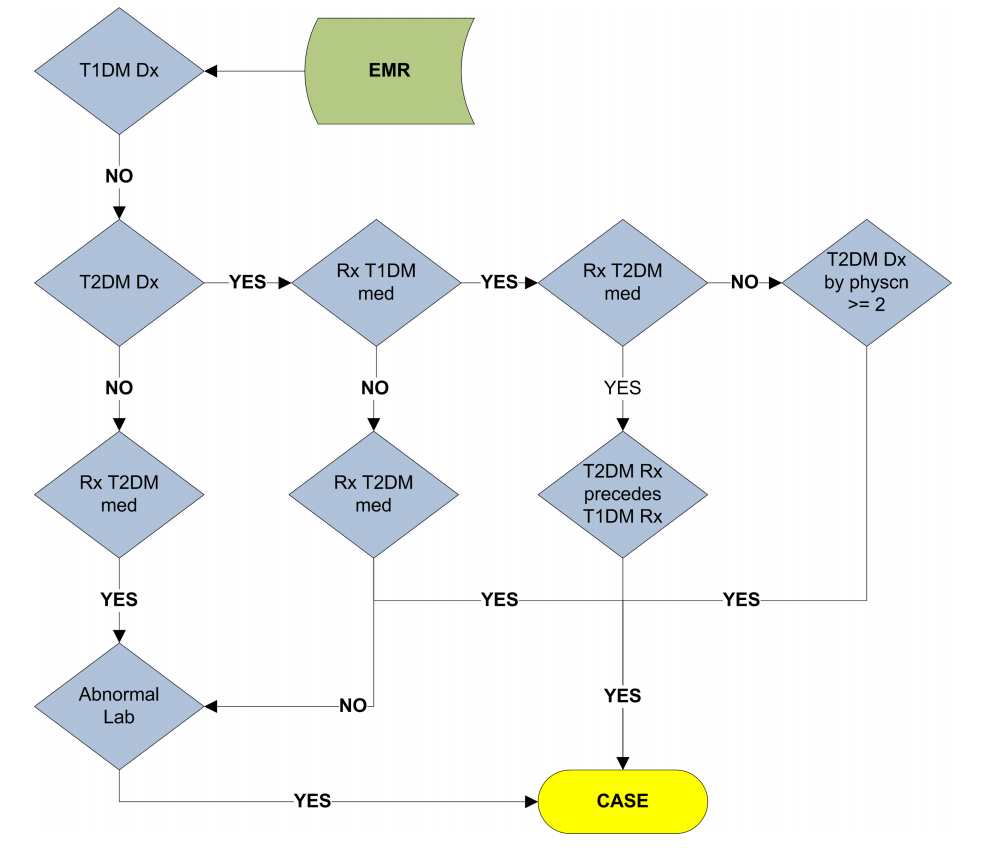 T1DM Dx
EMR
NO
T2DM Dx
YES
Rx T1DM
med
YES
Rx T2DM
med
NO
T2DM Dx
by physcn
>= 2
NO
NO
YES
Rx T2DM
med
Rx T2DM
med
T2DM Rx
precedes
T1DM Rx
YES
YES
YES
Abnormal
Lab
NO
YES
YES
CASE